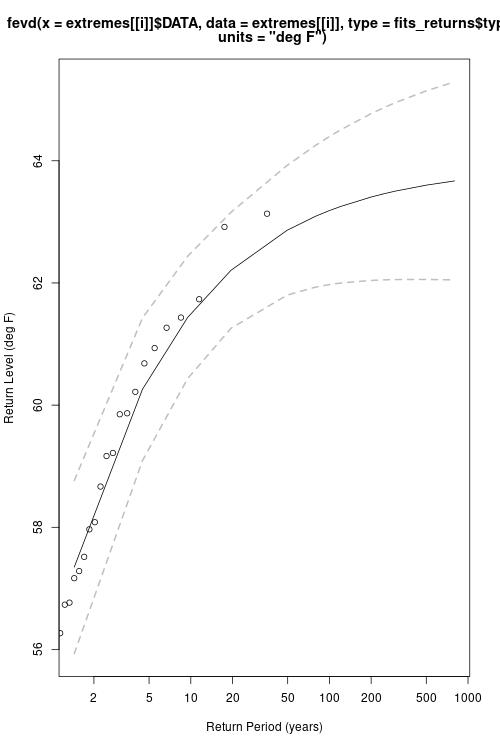 fevd(x = extremes[[i]]$DATA, data = extremes[[i]], type = fits_returns$typ
units = "deg F")
64
62
60
58
56
Return Level (deg F)
2 5 10 20 50 100 200 500 1000
Return Period (years)